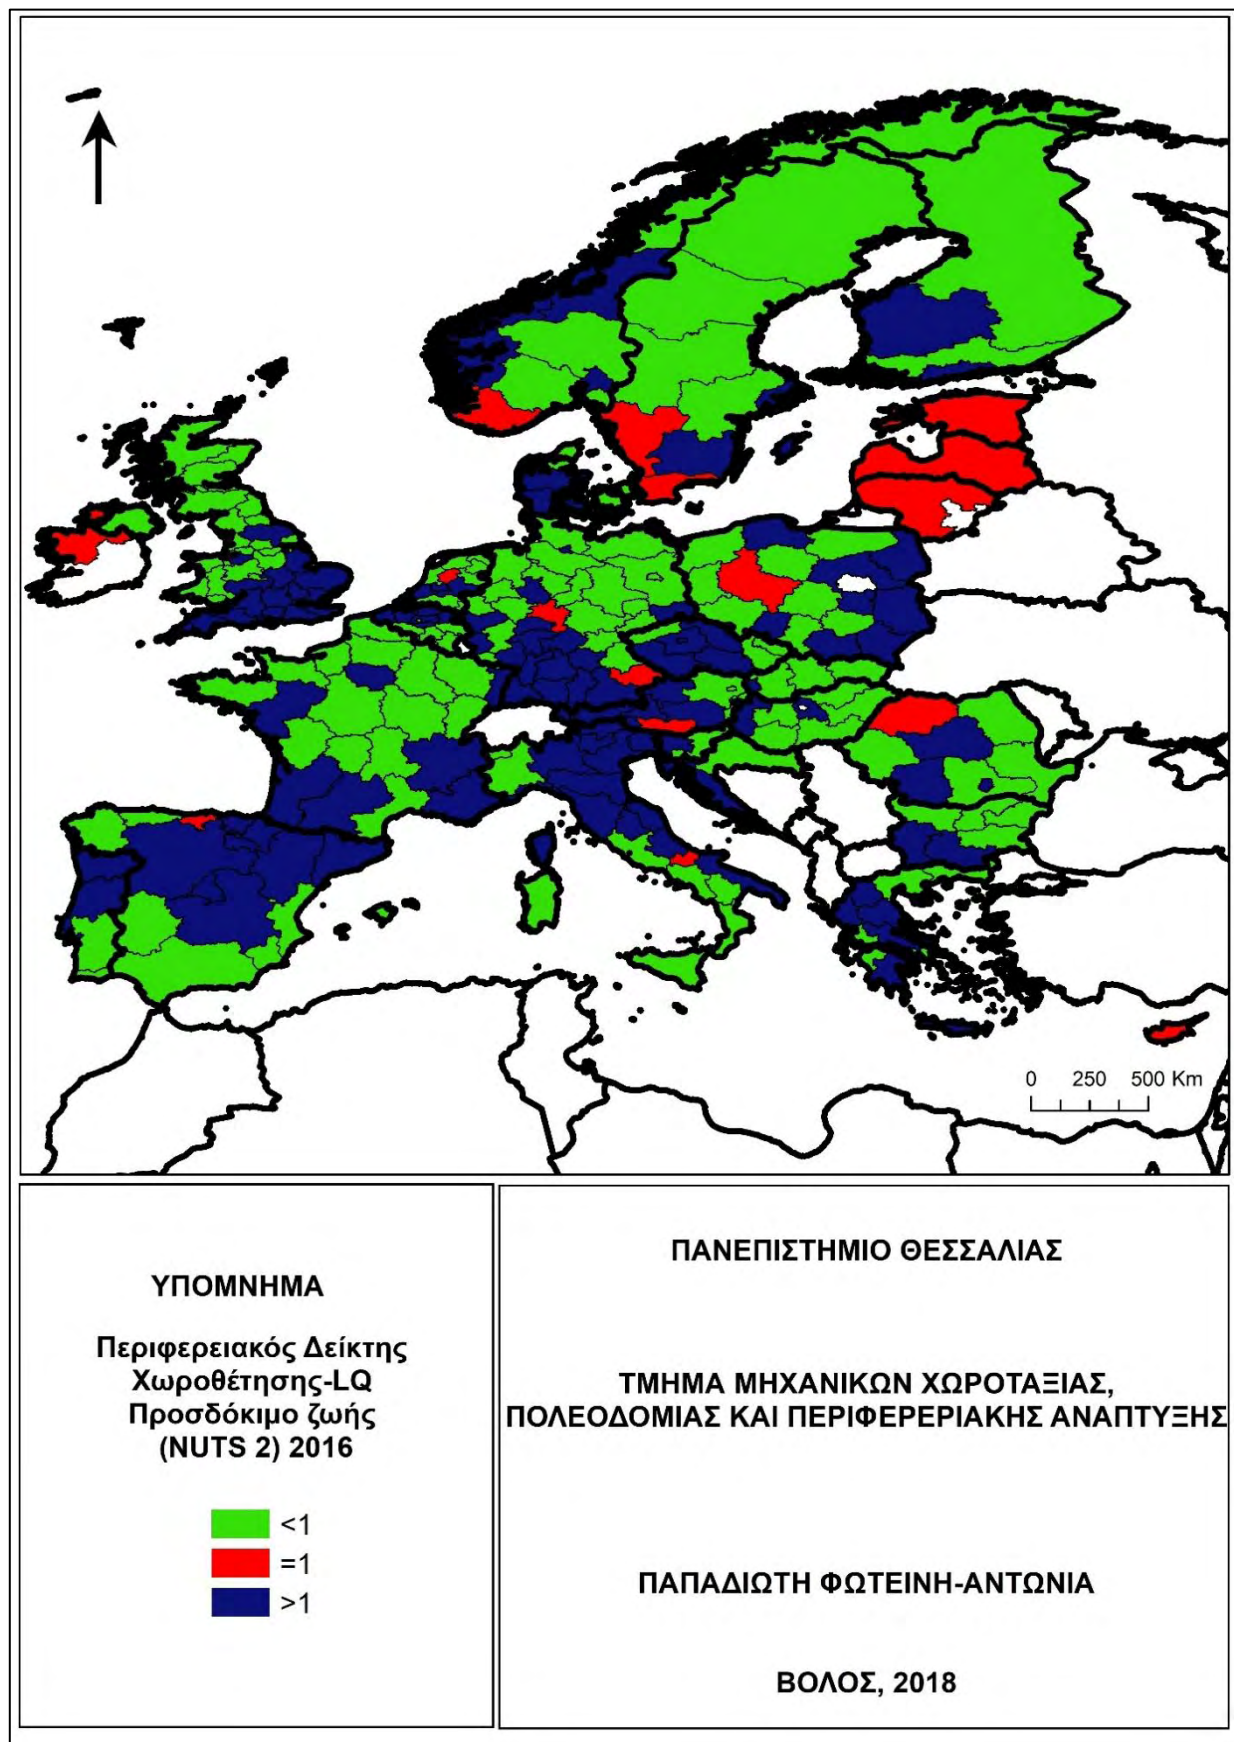 0 250 500 Km
ΥΠΟΜΝΗΜΑ
Περιφερειακός Δείκτης
Χωροθέτησης-LQ
Προσδόκιμο ζωής
(NUTS 2) 2016
<1
=1
>1
ΠΑΝΕΠΙΣΤΗΜΙΟ ΘΕΣΣΑΛΙΑΣ
ΤΜΗΜΑ ΜΗΧΑΝΙΚΩΝ ΧΩΡΟΤΑΞΙΑΣ,
ΠΟΛΕΟΔΟΜΙΑΣ ΚΑΙ ΠΕΡΙΦΕΡΕΡΙΑΚΗΣ ΑΝΑΠΤΥΞΗΣ
ΠΑΠΑΔΙΩΤΗ ΦΩΤΕΙΝΗ-ΑΝΤΩΝΙΑ
ΒΟΛΟΣ, 2018